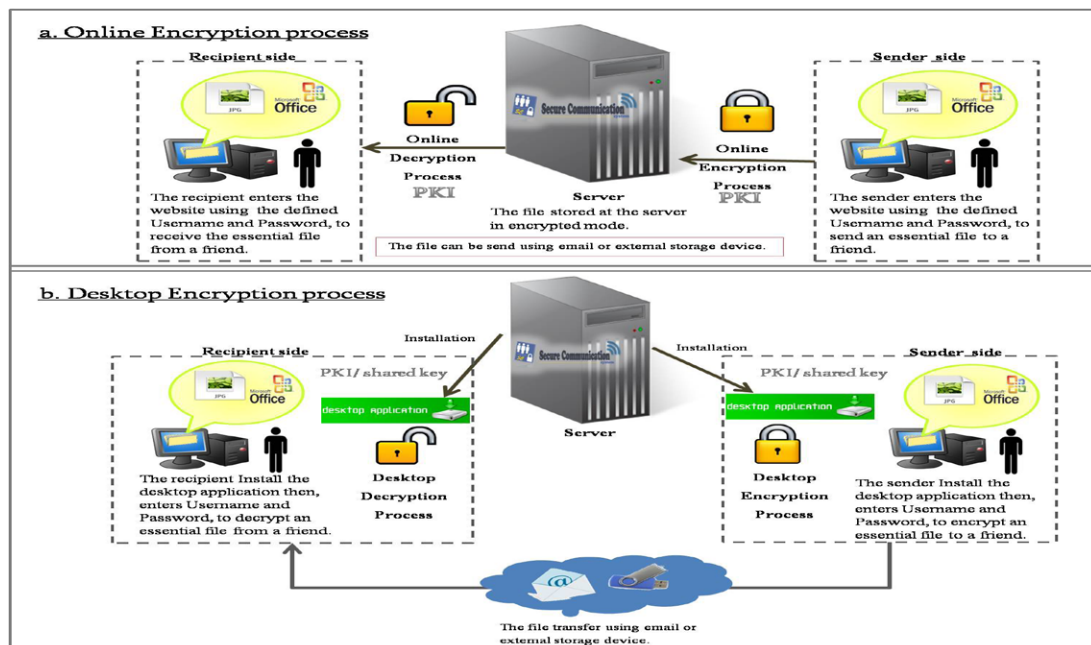 a. Online Encryption process
Recipient side
JPG
Microsoft
Office
The recipient enters the
website using the defined
Username and Password, to
receive the essential file
from a friend.
Online
Decryption
Process
PKI
Secure Communication
Server
The file stored at the server
in encrypted mode.
The file can be send using email or external storage device.
Online
Encryption
Process
PKI
Sender side
JPG
Microsoft
Office
The sender enters the
website using the defined
Username and Password, to
send an essential file to a
friend.
b. Desktop Encryption process
Recipient side
JPG
Microsoft
Office
PKI/ shared key
desktop application
Installation
The recipient Install the
desktop application then,
enters Username and
Password, to decrypt an
essential file from a friend.
Desktop
Decryption
Process
Secure Communication
Server
Installation
Sender side
PKI/ shared key
desktop application
JPG
Microsoft
Office
Desktop
Encryption
Process
The sender Install the
desktop application then,
enters Username and
Password, to encrypt an
essential file to a friend.
@
The file transfer using email or
external storage device.